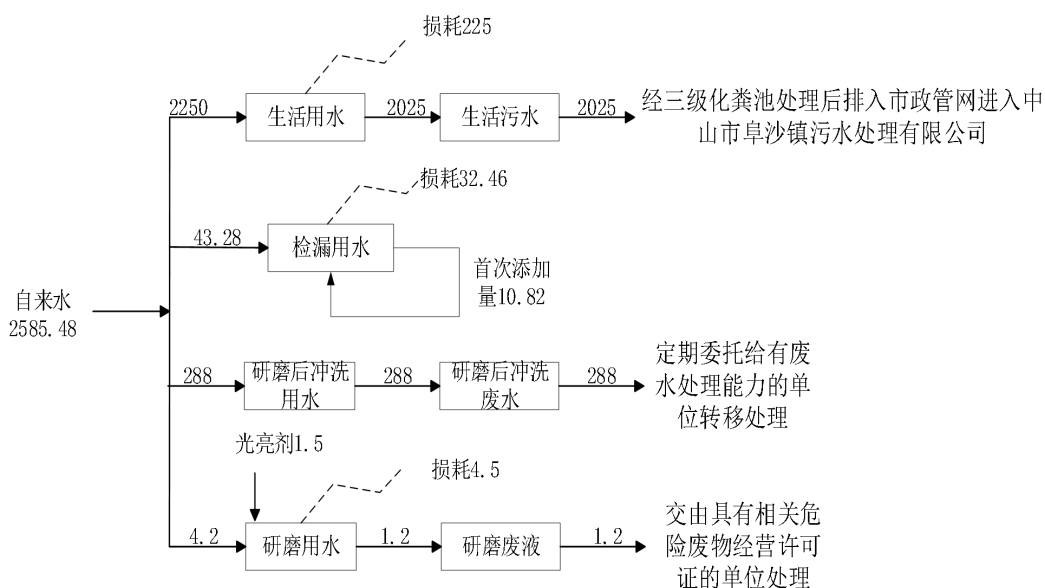 损耗225
2250
生活用水
2025
生活污水
2025
经三级化粪池处理后排入市政管网进入中
山市阜沙镇污水处理有限公司
损耗32.46
43.28
检漏用水
首次添加
量10.82
自来水
2585.48
288
研磨后冲洗
用水
288
研磨后冲洗
废水
288
定期委托给有废
水处理能力的单
位转移处理
光亮剂1.5
损耗4.5
4.2
研磨用水
1.2
研磨废液
1.2
交由具有相关危
险废物经营许可
证的单位处理